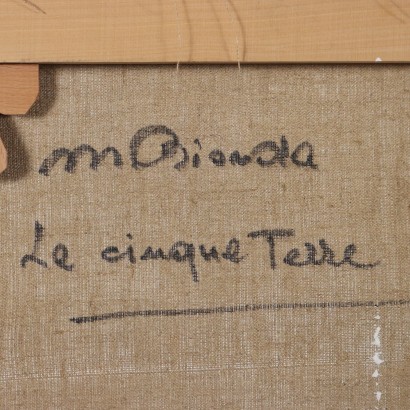 m Bionda
Le cinque Terre